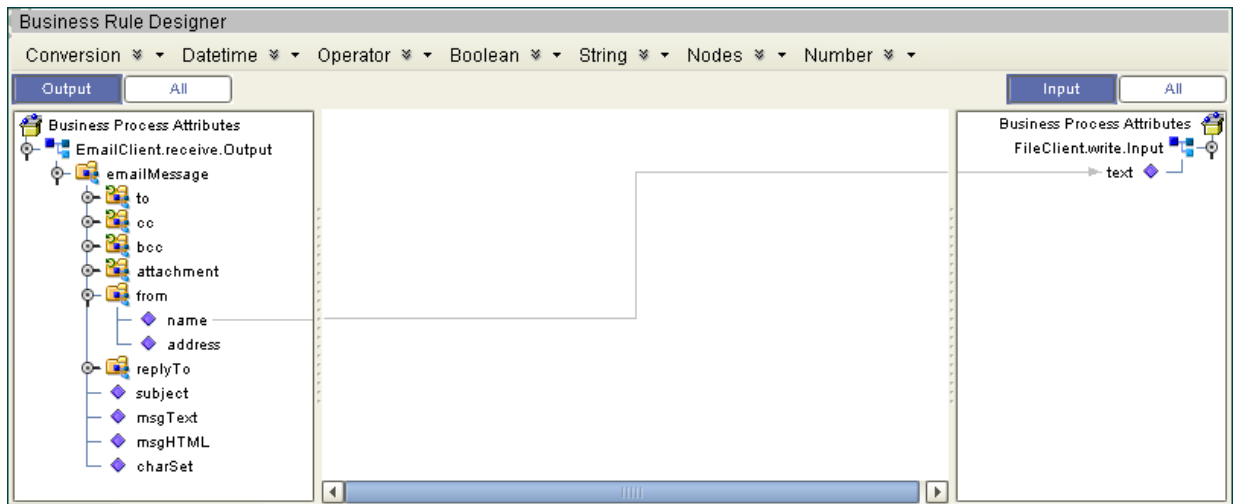 Business Rule Designer
Conversion Datetime Operator Boolean String Nodes Number
Output All Input All
Business Process Attributes
EmailClient.receive.Output
emailMessage
to
cc
bcc
attachment
from
name
address
replyTo
subject
msgText
msgHTML
charSet
Business Process Attributes
FileClient.write.Input
text